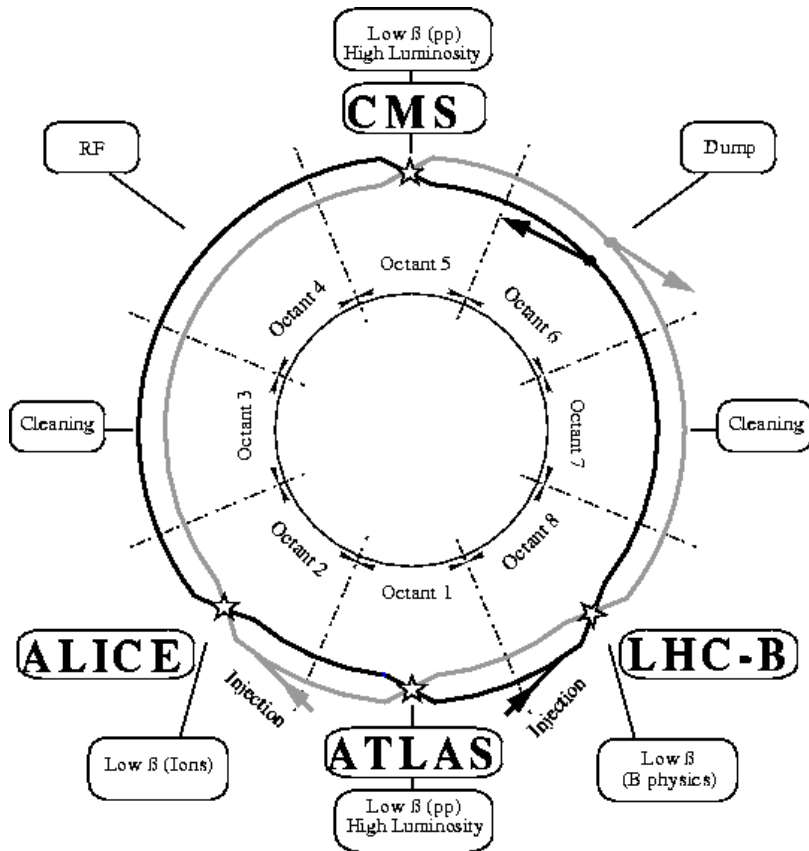 Low ß (pp)
High Luminosity
CMS
RF
Dump
Octant 5
Octant 4
Octant 6
Cleaning
Octant 3
Octant 7
Cleaning
Octant 2
Octant 8
Octant 1
ALICE
LHC-B
Injection
Injection
ATLAS
Low ß (Ions)
Low ß
(B physics)
Low ß (pp)
High Luminosity